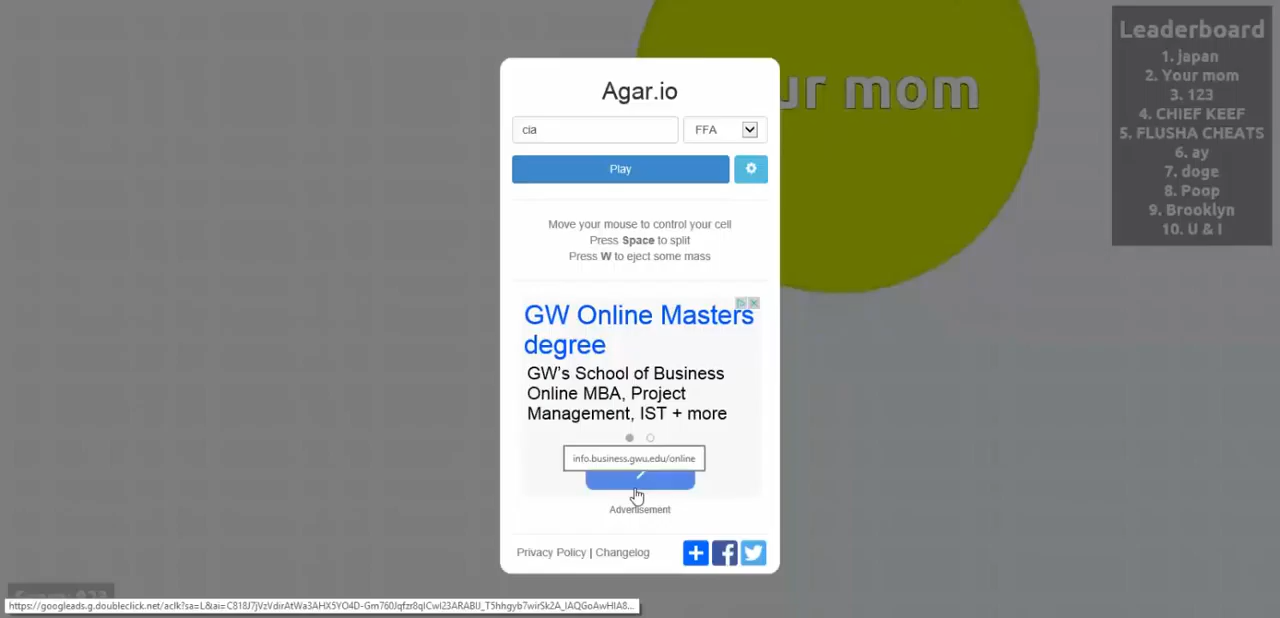 Agar.io
cia
FFA
Play
Move your mouse to control your cell
Press Space to split
Press W to eject some mass
GW Online Masters
degree
GW's School of Business
Online MBA, Project
Management, IST + more
info.business.gwu.edu/online
Advertisement
Privacy Policy | Changelog
ur mom
Leaderboard
1. japan
2. Your mom
3. 123
4. CHIEF KEEF
5. FLUSHA CHEATS
6. ay
7. doge
8. Poop
9. Brooklyn
10. U & I